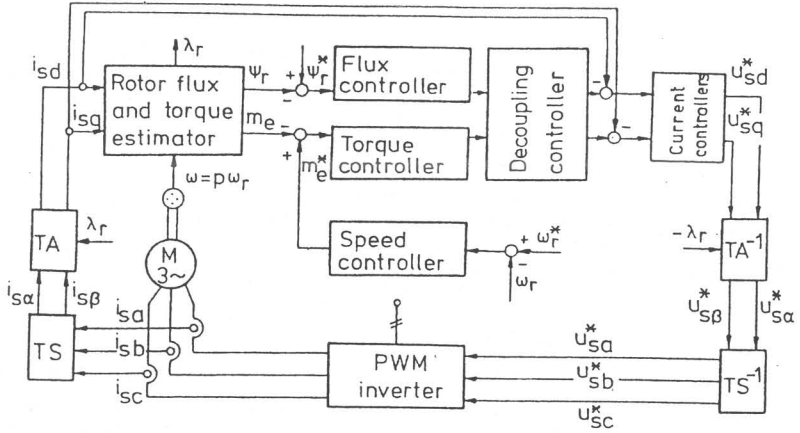 i_sd
i_sq
λ_r
Rotor flux
and torque
estimator
Ψ_r
m_e
+
Ψ_r*
-
-
+
m_e*
Flux
controller
Torque
controller
Decoupling
controller
-
-
Current
controllers
u_sd*
u_sq*
ω=pω_r
M
3~
Speed
controller
+
ω_r*
-
ω_r
TA
λ_r
-λ_r
TA⁻¹
i_sα
i_sβ
u_sβ*
u_sα*
TS
i_sa
i_sb
i_sc
PWM
inverter
u_sa*
u_sb*
u_sc*
TS⁻¹